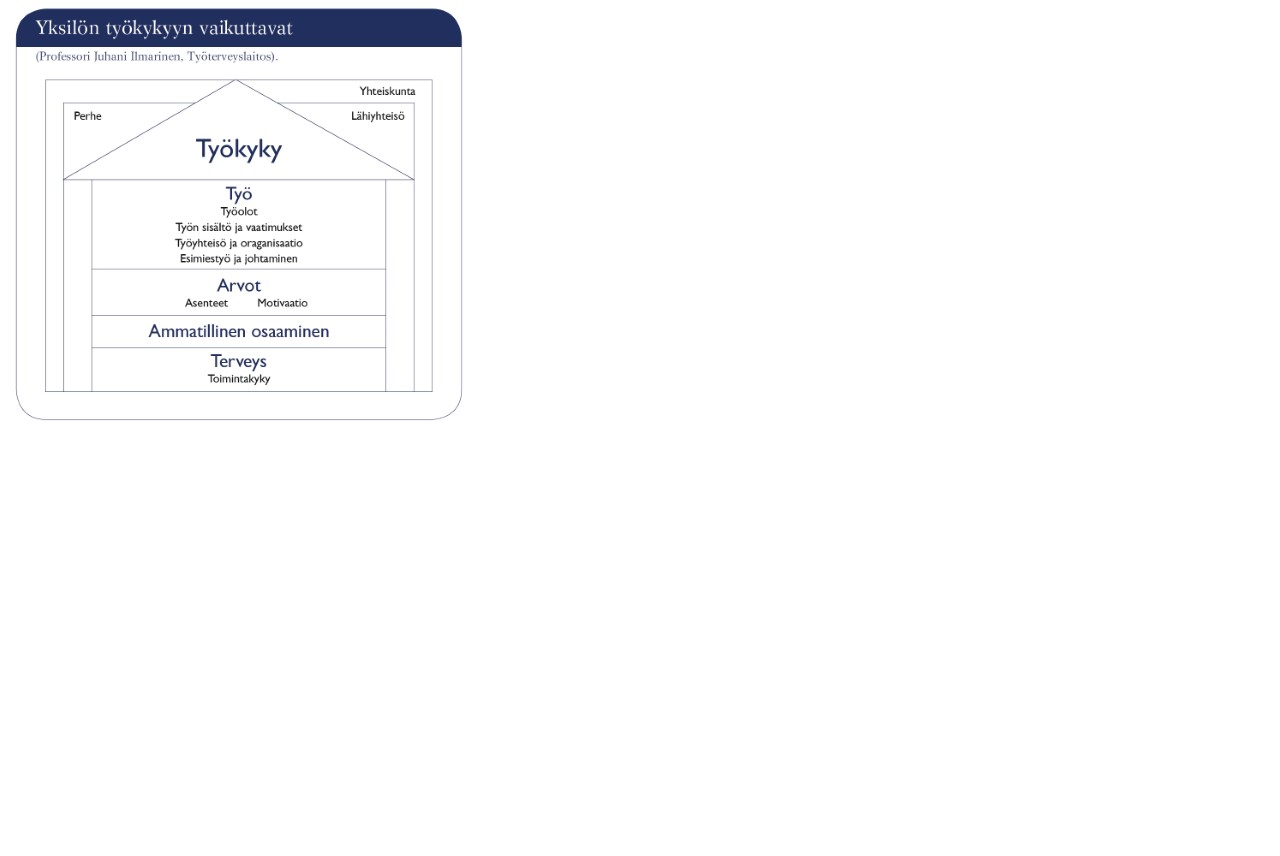 Yksilön työkykyyn vaikuttavat
(Professori Juhani Ilmarinen, Työterveyslaitos).
Yhteiskunta
Perhe
Lähiyhteisö
Työkyky
Työ
Työolot
Työn sisältö ja vaatimukset
Työyhteisö ja oraganisaatio
Esimiestyö ja johtaminen
Arvot
Asenteet Motivaatio
Ammatillinen osaaminen
Terveys
Toimintakyky